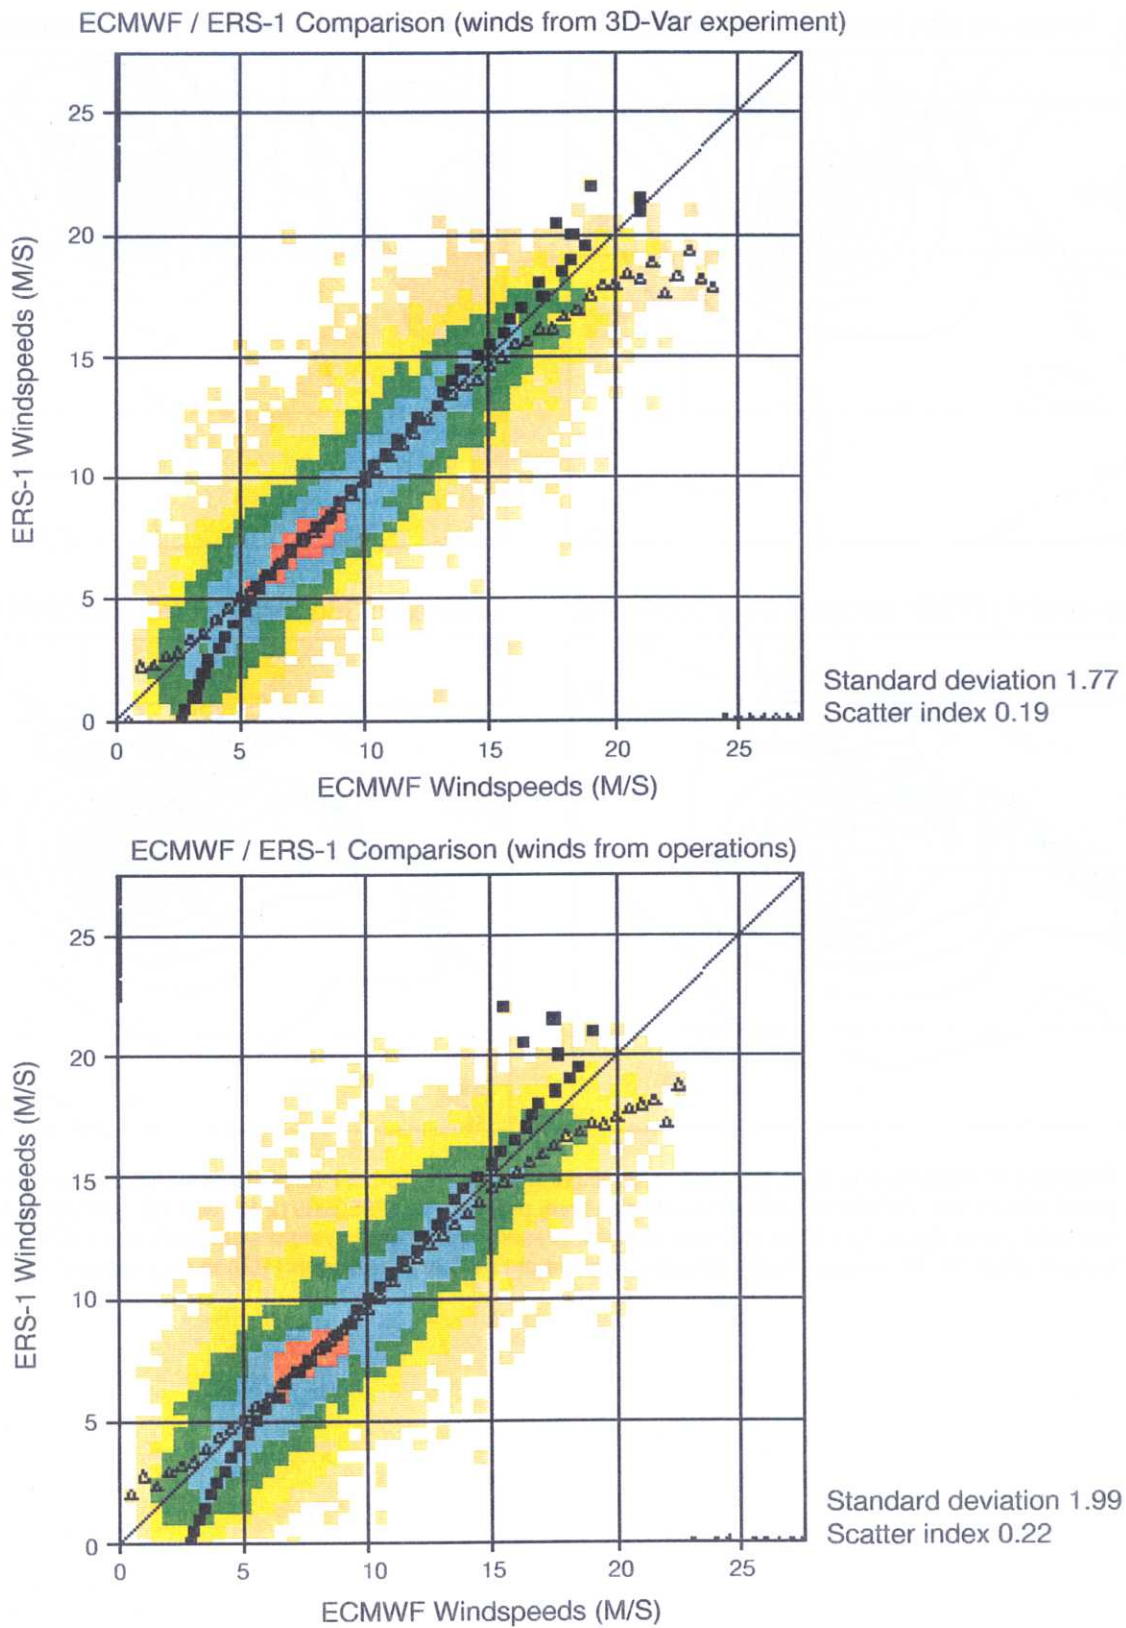 ECMWF / ERS-1 Comparison (winds from 3D-Var experiment)
25
20
15
10
5
0
0 5 10 15 20 25
ERS-1 Windspeeds (M/S)
ECMWF Windspeeds (M/S)
Standard deviation 1.77
Scatter index 0.19
ECMWF / ERS-1 Comparison (winds from operations)
25
20
15
10
5
0
0 5 10 15 20 25
ERS-1 Windspeeds (M/S)
ECMWF Windspeeds (M/S)
Standard deviation 1.99
Scatter index 0.22